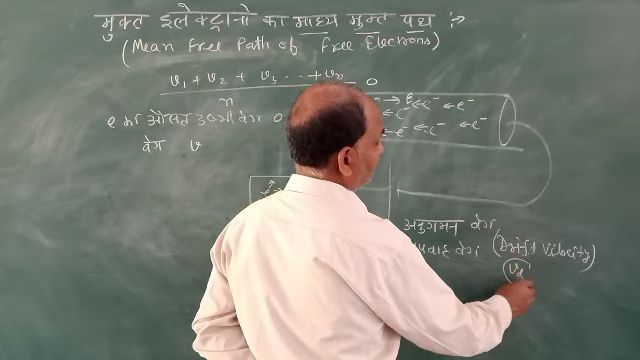 मुक्त इलेक्ट्रानो का माध्य मुक्त पथ :→
(Mean Free Path of Free Electrons)
v₁ + v₂ + v₃ ... + vₙ
n
0
→ E ← e⁻ ← e⁻
← e⁻
← e⁻ ← e⁻ ← e⁻
e का औसत उष्मी वेग 0
वेग v
अनुगमन वेग
वेग (Drift Velocity)
(vd